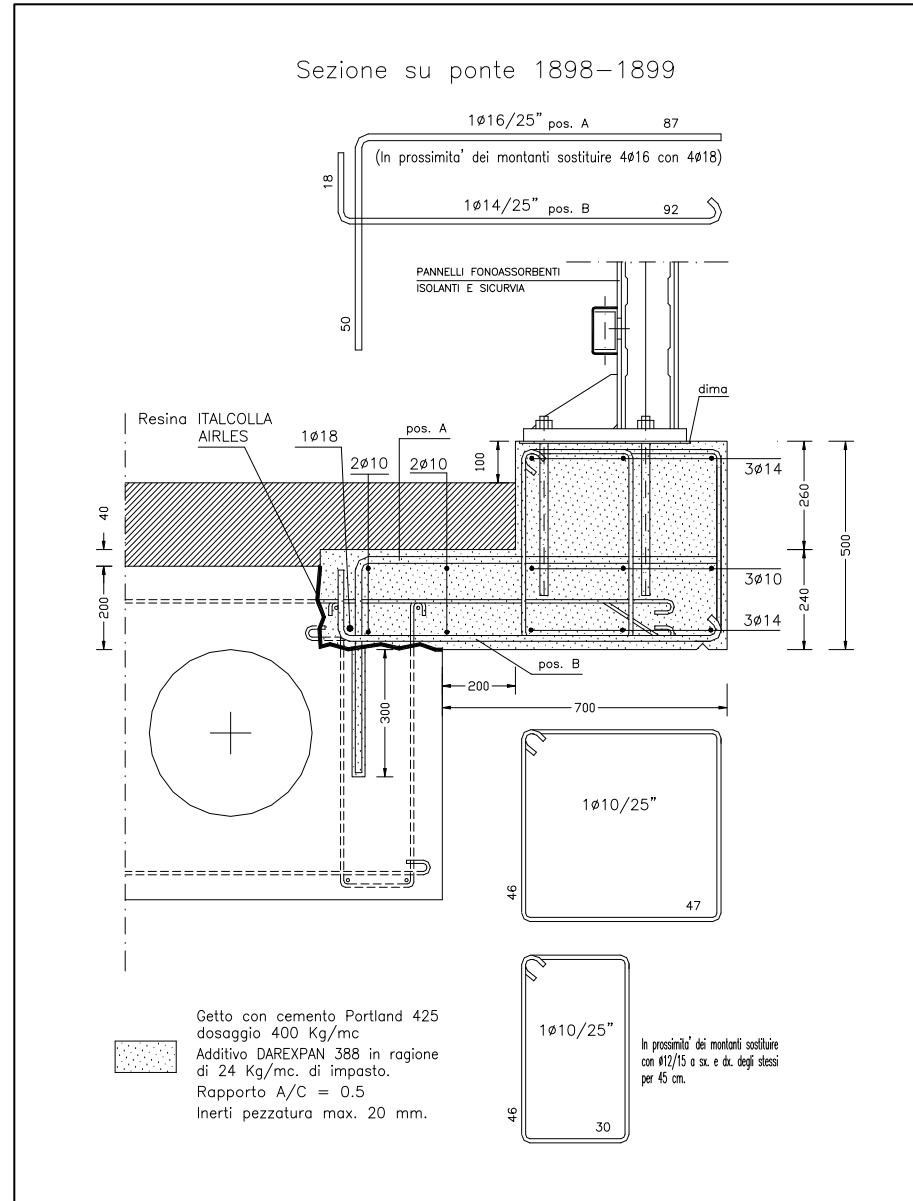 Sezione su ponte 1898–1899
1ø16/25" pos. A 87
(In prossimita' dei montanti sostituire 4ø16 con 4ø18)
18
1ø14/25" pos. B 92
50
PANNELLI FONOASSORBENTI
ISOLANTI E SICURVIA
dima
Resina ITALCOLLA
AIRLES
1ø18
pos. A
2ø10
2ø10
100
3ø14
40
260
500
200
3ø10
240
3ø14
pos. B
200
300
700
1ø10/25"
46
47
1ø10/25"
46
30
In prossimita' dei montanti sostituire
con ø12/15 a sx. e dx. degli stessi
per 45 cm.
Getto con cemento Portland 425
dosaggio 400 Kg/mc
Additivo DAREXPAN 388 in ragione
di 24 Kg/mc. di impasto.
Rapporto A/C = 0.5
Inerti pezzatura max. 20 mm.